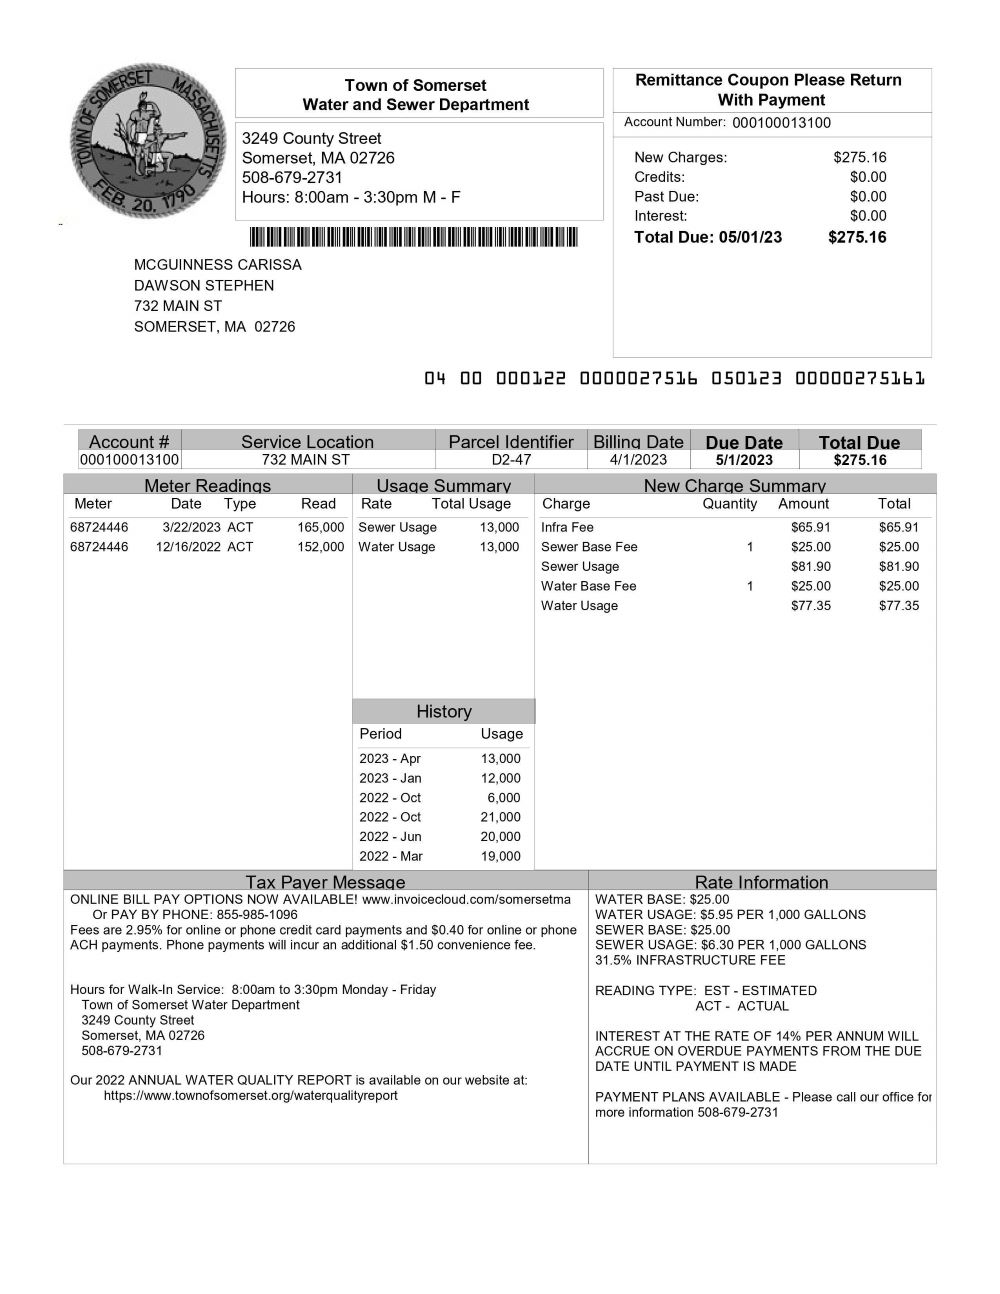 TOWN OF SOMERSET MASSACHUSETTS
FEB. 20, 1790
Town of Somerset
Water and Sewer Department
3249 County Street
Somerset, MA 02726
508-679-2731
Hours: 8:00am - 3:30pm M - F
Remittance Coupon Please Return
With Payment
Account Number: 000100013100
New Charges: $275.16
Credits: $0.00
Past Due: $0.00
Interest: $0.00
Total Due: 05/01/23 $275.16
MCGUINNESS CARISSA
DAWSON STEPHEN
732 MAIN ST
SOMERSET, MA 02726
04 00 000122 0000027516 050123 00000275161
Account # Service Location Parcel Identifier Billing Date Due Date Total Due
000100013100 732 MAIN ST D2-47 4/1/2023 5/1/2023 $275.16
Meter Readings
Meter Date Type Read
68724446 3/22/2023 ACT 165,000
68724446 12/16/2022 ACT 152,000
Usage Summary
Rate Total Usage
Sewer Usage 13,000
Water Usage 13,000
New Charge Summary
Charge Quantity Amount Total
Infra Fee $65.91 $65.91
Sewer Base Fee 1 $25.00 $25.00
Sewer Usage $81.90 $81.90
Water Base Fee 1 $25.00 $25.00
Water Usage $77.35 $77.35
History
Period Usage
2023 - Apr 13,000
2023 - Jan 12,000
2022 - Oct 6,000
2022 - Oct 21,000
2022 - Jun 20,000
2022 - Mar 19,000
Tax Payer Message
ONLINE BILL PAY OPTIONS NOW AVAILABLE! www.invoicecloud.com/somersetma
Or PAY BY PHONE: 855-985-1096
Fees are 2.95% for online or phone credit card payments and $0.40 for online or phone
ACH payments. Phone payments will incur an additional $1.50 convenience fee.
Hours for Walk-In Service: 8:00am to 3:30pm Monday - Friday
Town of Somerset Water Department
3249 County Street
Somerset, MA 02726
508-679-2731
Our 2022 ANNUAL WATER QUALITY REPORT is available on our website at:
https://www.townofsomerset.org/waterqualityreport
Rate Information
WATER BASE: $25.00
WATER USAGE: $5.95 PER 1,000 GALLONS
SEWER BASE: $25.00
SEWER USAGE: $6.30 PER 1,000 GALLONS
31.5% INFRASTRUCTURE FEE
READING TYPE: EST - ESTIMATED
ACT - ACTUAL
INTEREST AT THE RATE OF 14% PER ANNUM WILL
ACCRUE ON OVERDUE PAYMENTS FROM THE DUE
DATE UNTIL PAYMENT IS MADE
PAYMENT PLANS AVAILABLE - Please call our office for
more information 508-679-2731